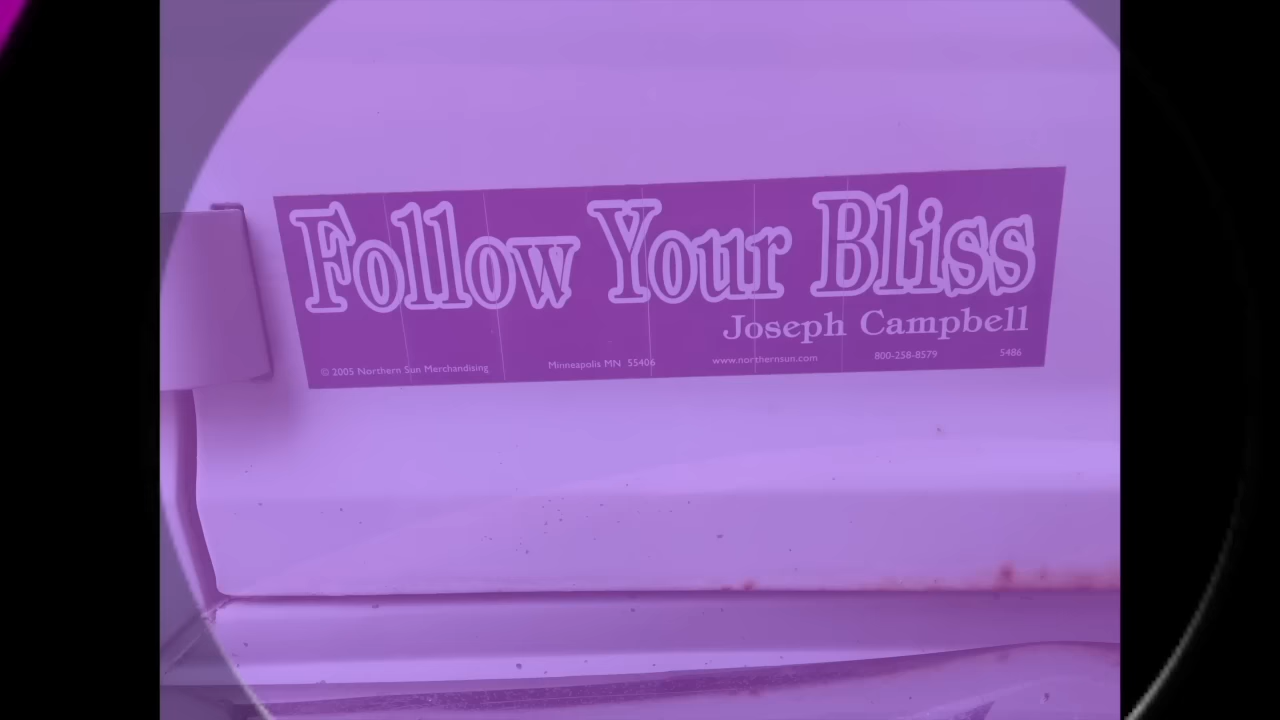 Follow Your Bliss
Joseph Campbell
© 2005 Northern Sun Merchandising Minneapolis MN 55406 www.northernsun.com 800-258-8579 5486